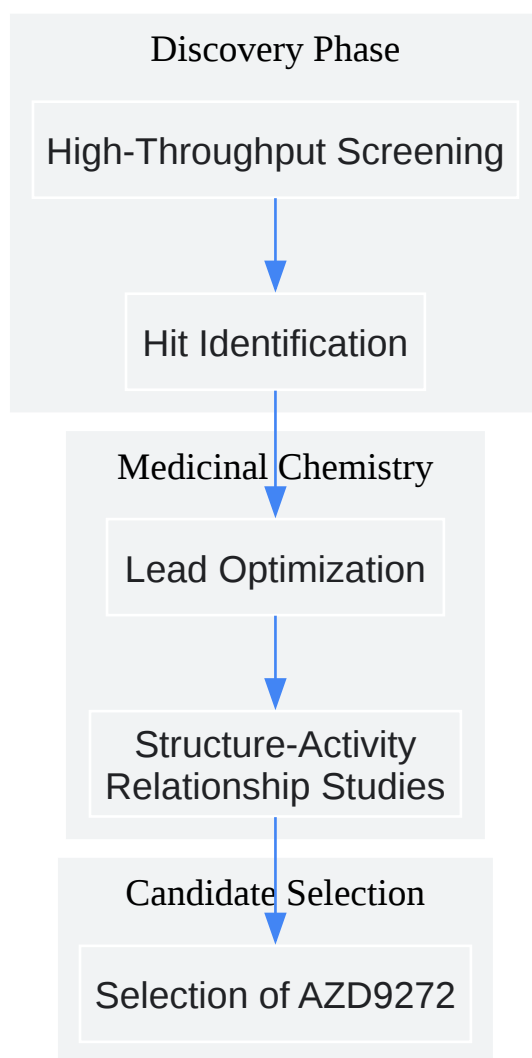 Discovery Phase
High-Throughput Screening
Hit Identification
Medicinal Chemistry
Lead Optimization
Structure-Activity
Relationship Studies
Candidate Selection
Selection of AZD9272